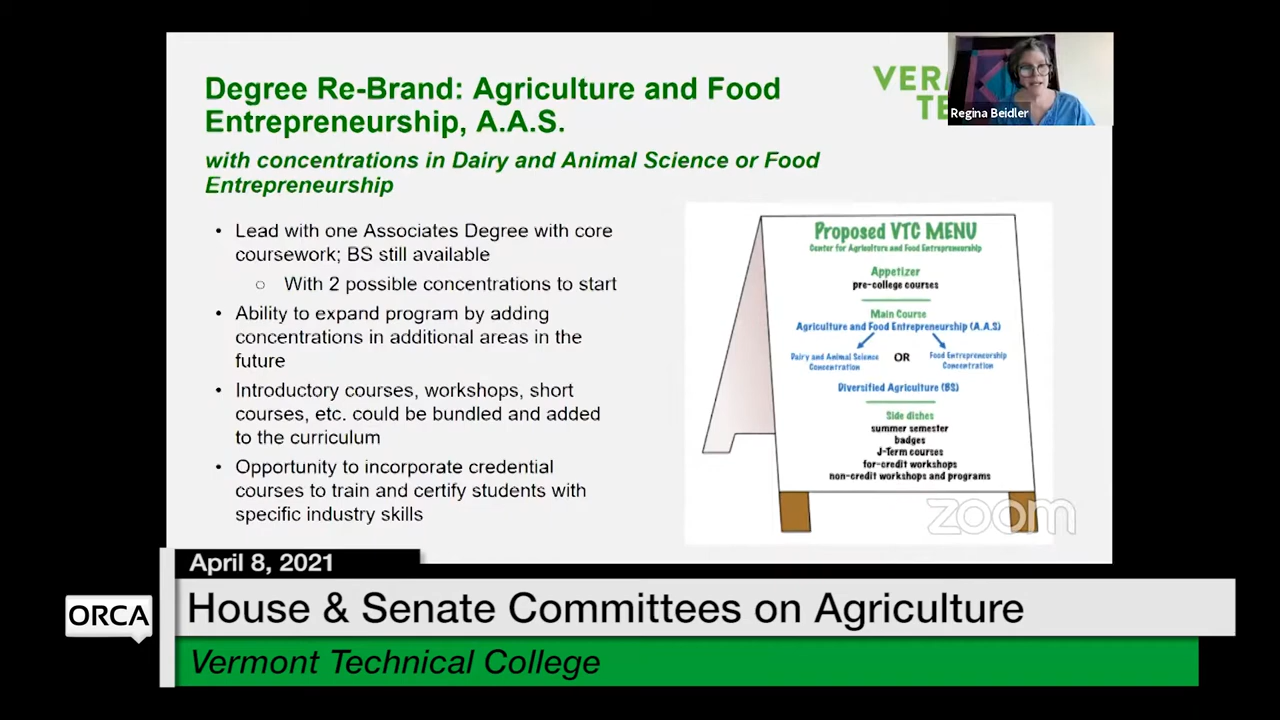 Degree Re-Brand: Agriculture and Food
Entrepreneurship, A.A.S.
with concentrations in Dairy and Animal Science or Food
Entrepreneurship
• Lead with one Associates Degree with core
coursework; BS still available
○ With 2 possible concentrations to start
• Ability to expand program by adding
concentrations in additional areas in the
future
• Introductory courses, workshops, short
courses, etc. could be bundled and added
to the curriculum
• Opportunity to incorporate credential
courses to train and certify students with
specific industry skills
Regina Beidler
Proposed VTC MENU
Center for Agriculture and Food Entrepreneurship
Appetizer
pre-college courses
Main Course
Agriculture and Food Entrepreneurship (A.A.S)
Dairy and Animal Science
Concentration
OR
Food Entrepreneurship
Concentration
Diversified Agriculture (BS)
Side dishes
summer semester
badges
J-Term courses
for-credit workshops
non-credit workshops and programs
zoom
April 8, 2021
ORCA
House & Senate Committees on Agriculture
Vermont Technical College